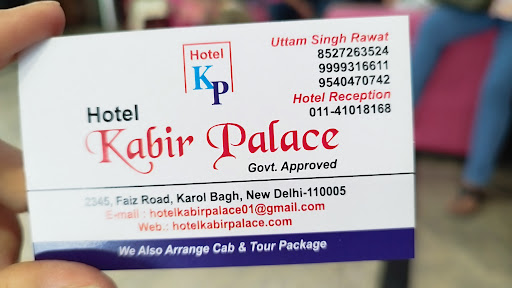 Hotel
KP
Uttam Singh Rawat
8527263524
9999316611
9540470742
Hotel Reception
011-41018168
Hotel
Kabir Palace
Govt. Approved
2345, Faiz Road, Karol Bagh, New Delhi-110005
E-mail : hotelkabirpalace01@gmail.com
Web.: hotelkabirpalace.com
We Also Arrange Cab & Tour Package